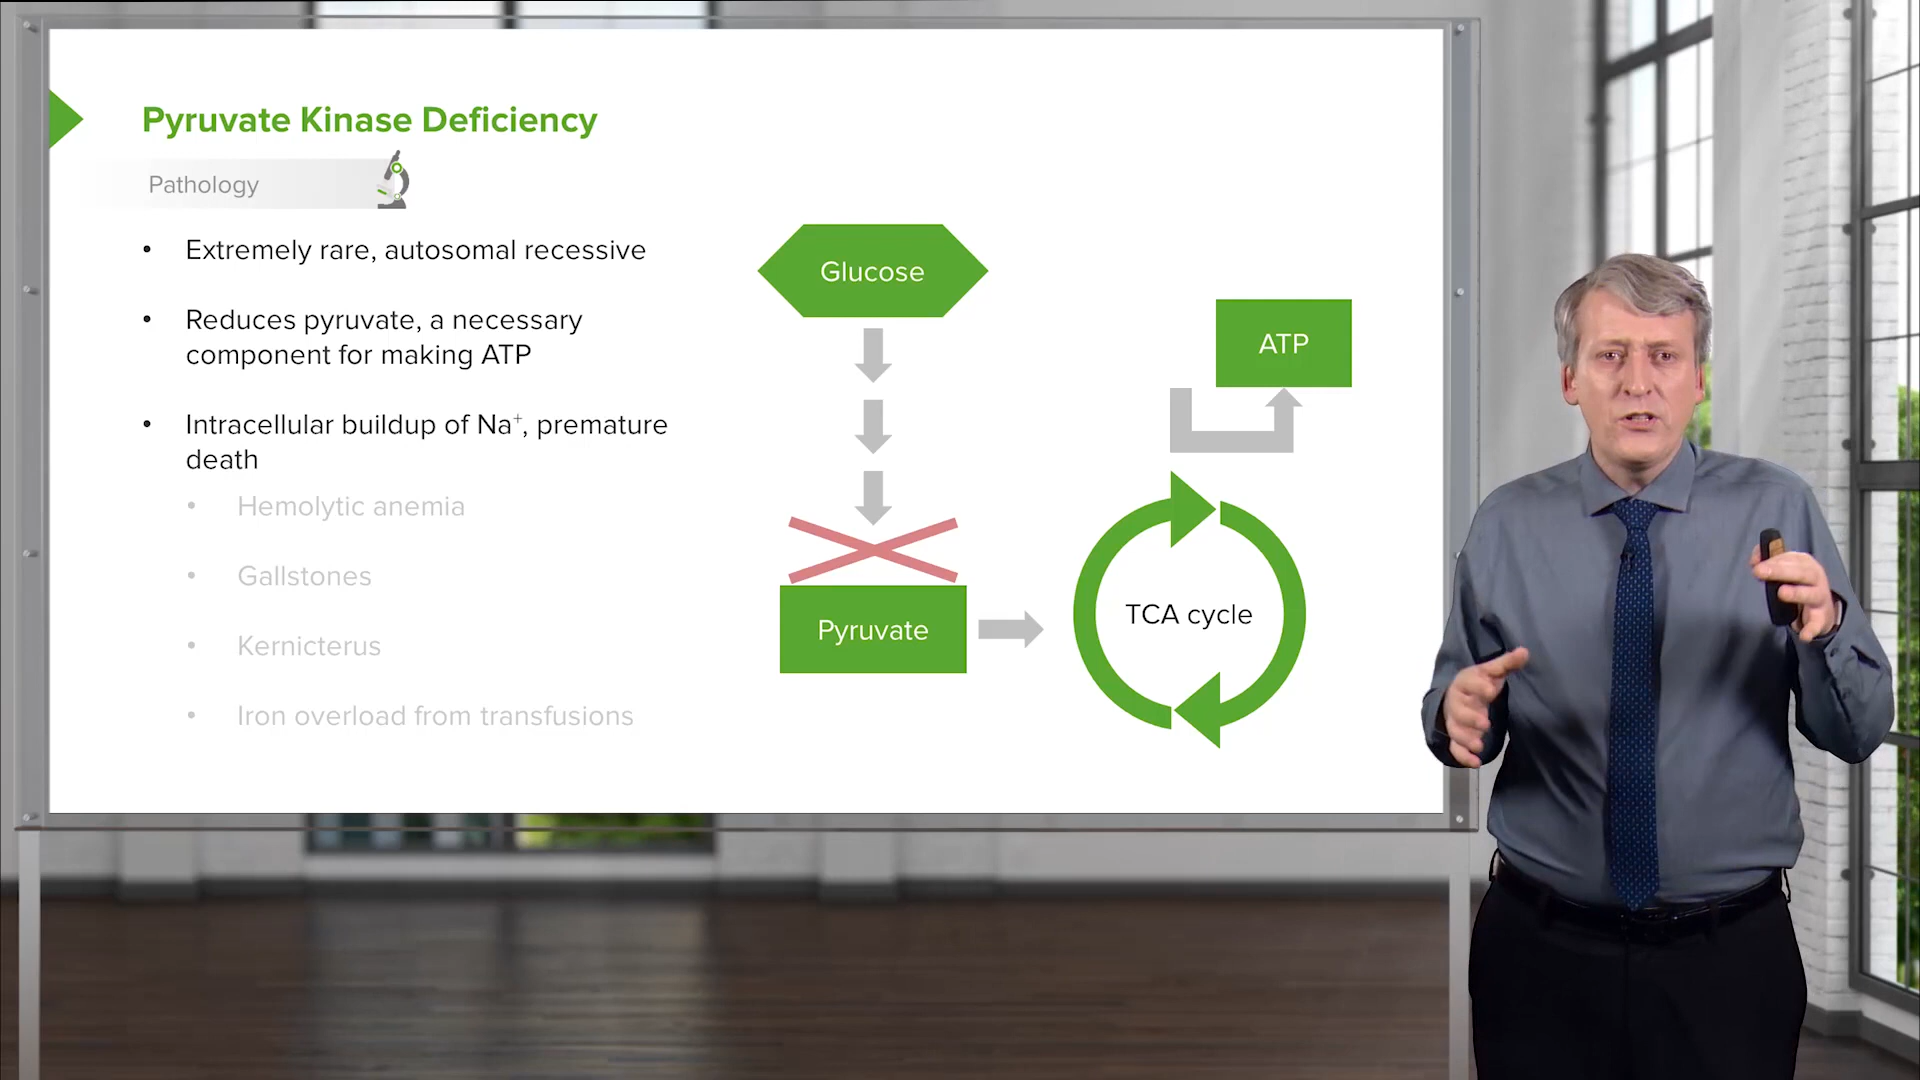 Pyruvate Kinase Deficiency
Pathology
• Extremely rare, autosomal recessive
• Reduces pyruvate, a necessary
component for making ATP
• Intracellular buildup of Na⁺, premature
death
• Hemolytic anemia
• Gallstones
• Kernicterus
• Iron overload from transfusions
Glucose
Pyruvate
TCA cycle
ATP